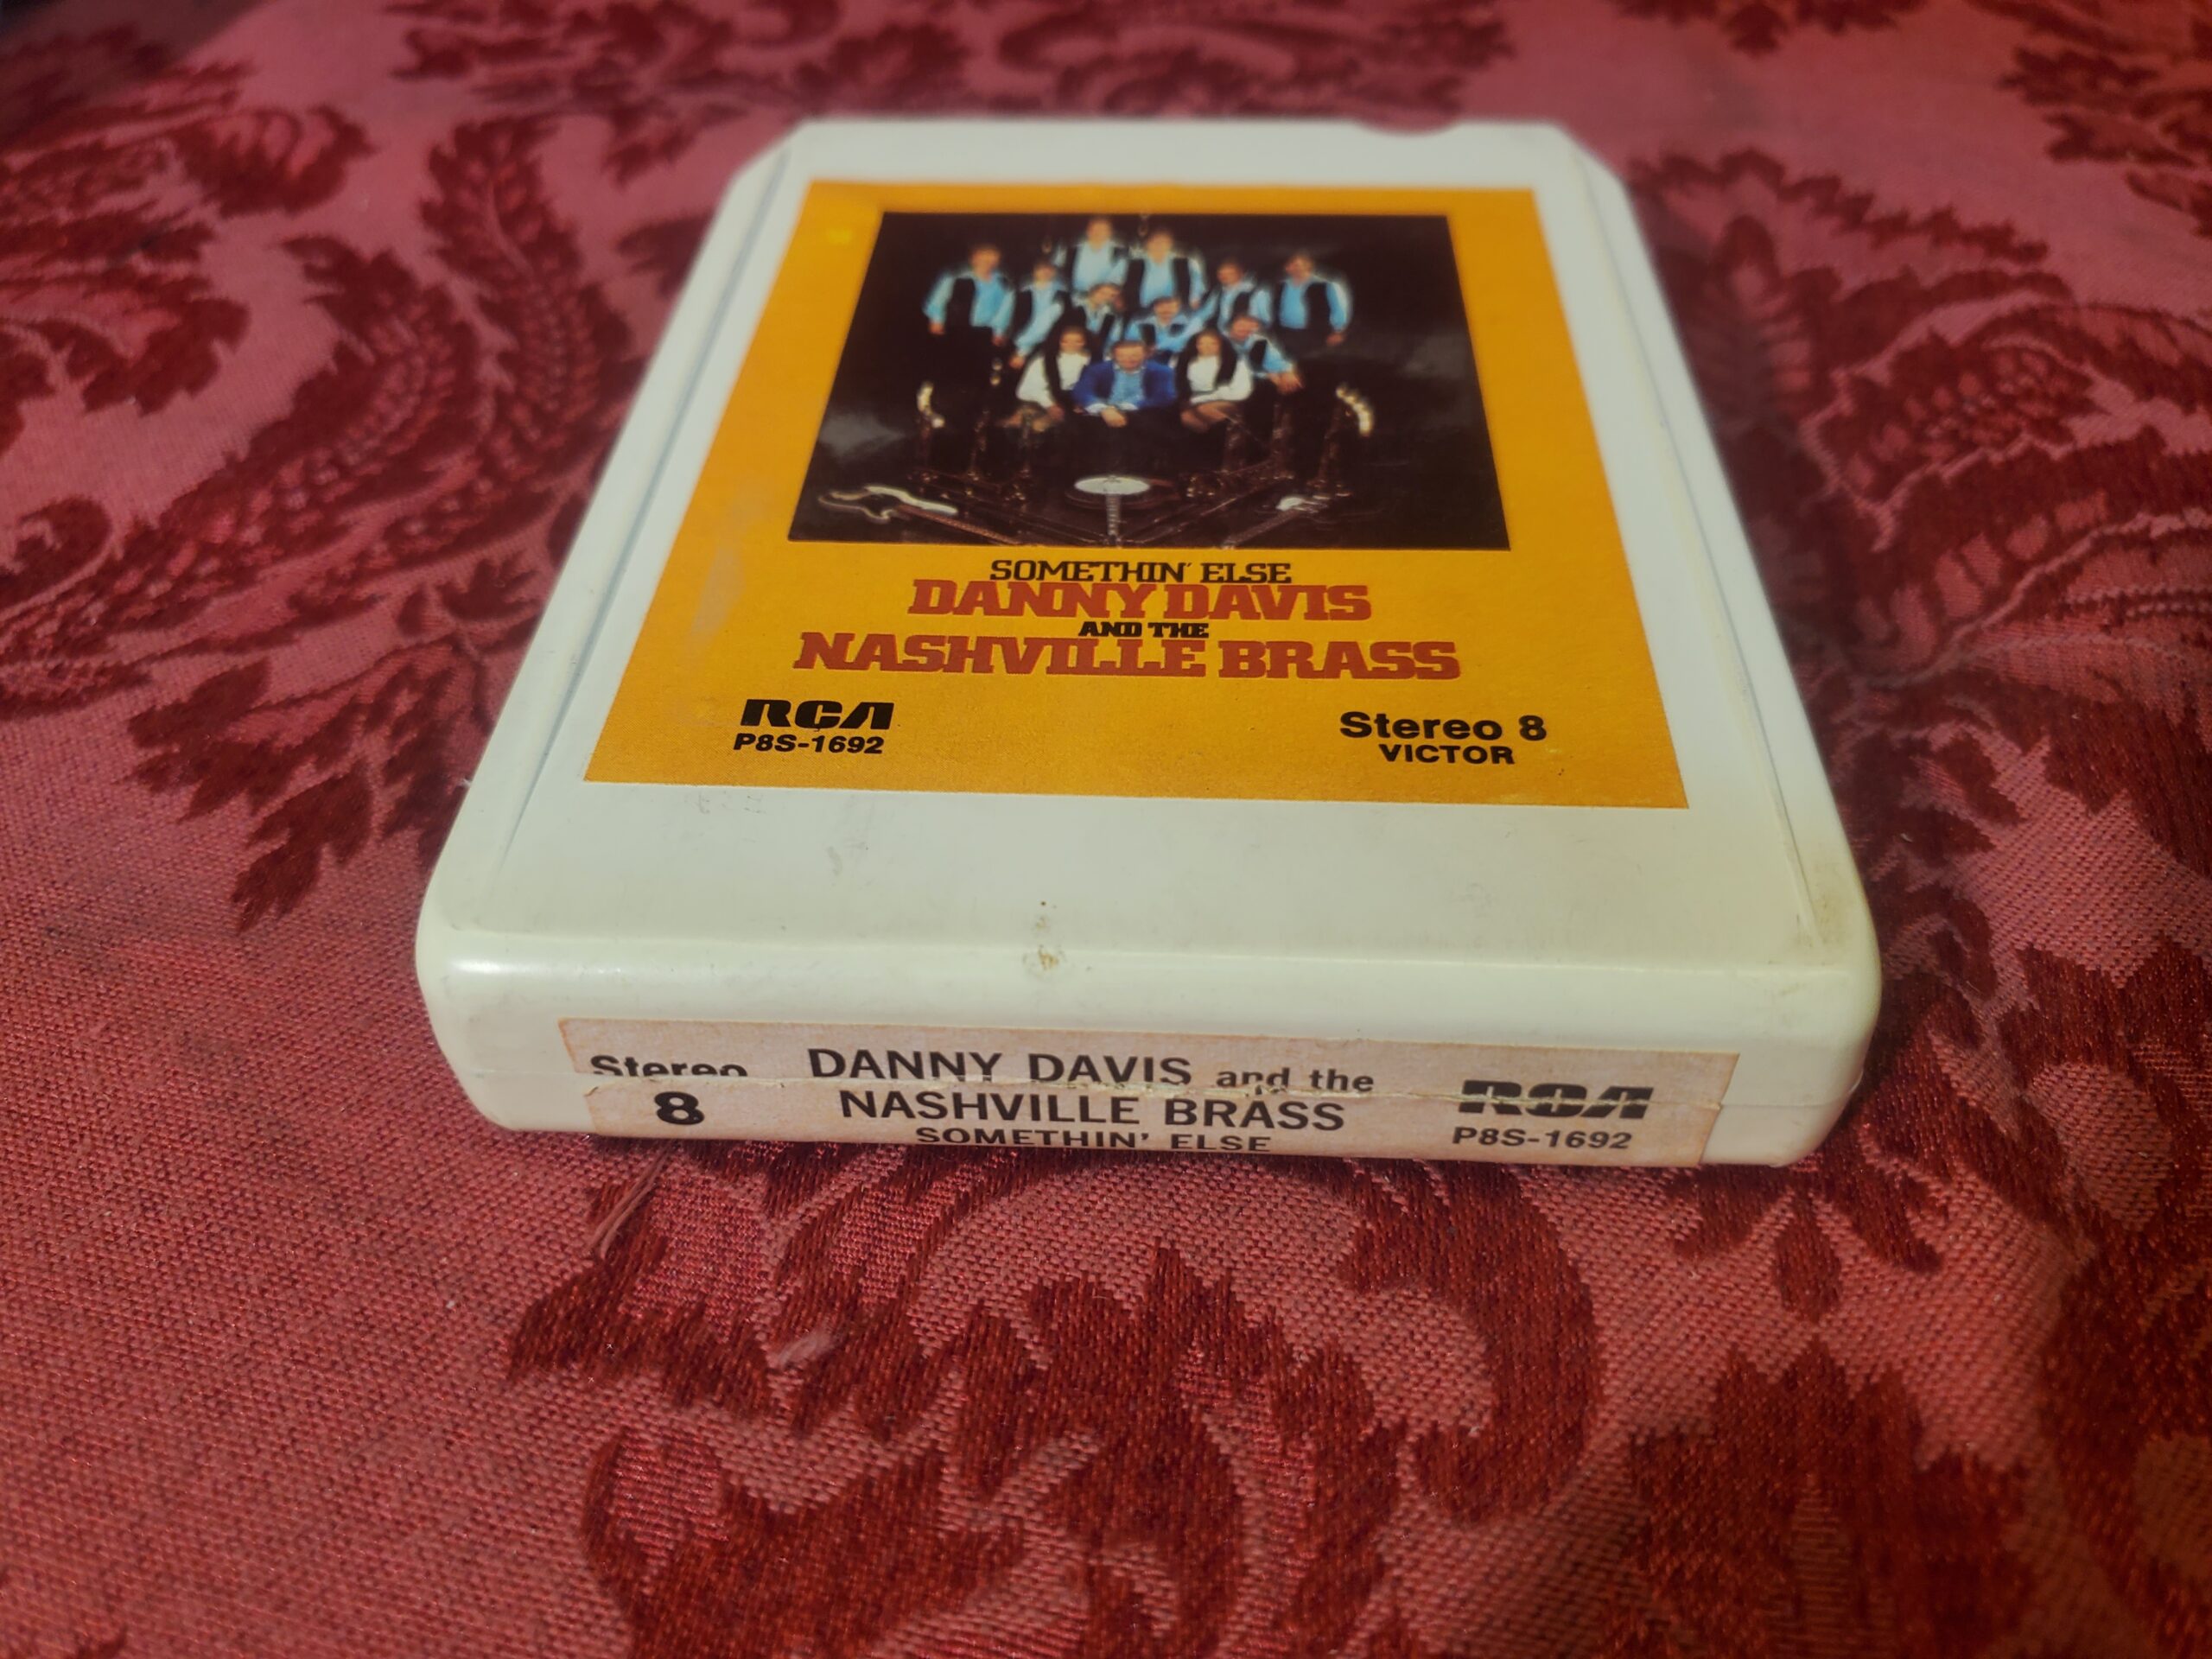 SOMETHIN' ELSE
DANNY DAVIS
AND THE
NASHVILLE BRASS
RCA
P8S-1692
Stereo 8
VICTOR
Stereo
8
DANNY DAVIS and the
NASHVILLE BRASS
SOMETHIN' ELSE
RCA
P8S-1692